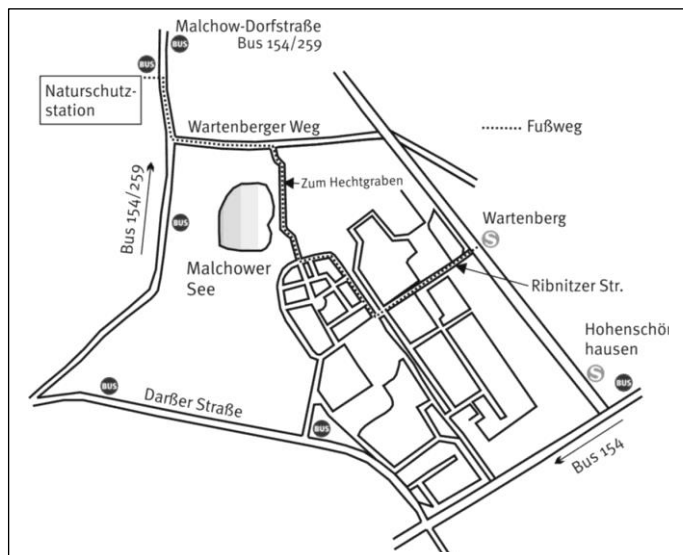 Malchow-Dorfstraße
Bus 154/259
BUS
BUS
Naturschutz-
station
Wartenberger Weg
Fußweg
Zum Hechtgraben
Bus 154/259
BUS
Wartenberg
S
Malchower
See
Ribnitzer Str.
Hohenschön
hausen
S
BUS
BUS
Darßer Straße
BUS
Bus 154